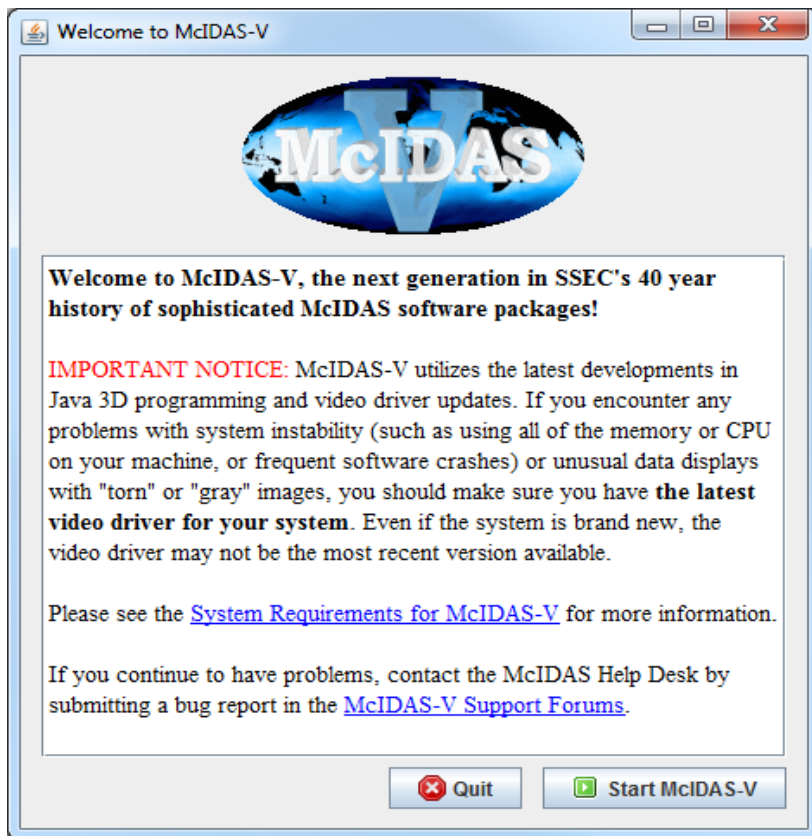 Welcome to McIDAS-V
V
McIDAS
Welcome to McIDAS-V, the next generation in SSEC's 40 year
history of sophisticated McIDAS software packages!
IMPORTANT NOTICE: McIDAS-V utilizes the latest developments in
Java 3D programming and video driver updates. If you encounter any
problems with system instability (such as using all of the memory or CPU
on your machine, or frequent software crashes) or unusual data displays
with "torn" or "gray" images, you should make sure you have the latest
video driver for your system. Even if the system is brand new, the
video driver may not be the most recent version available.
Please see the System Requirements for McIDAS-V for more information.
If you continue to have problems, contact the McIDAS Help Desk by
submitting a bug report in the McIDAS-V Support Forums.
Quit
Start McIDAS-V